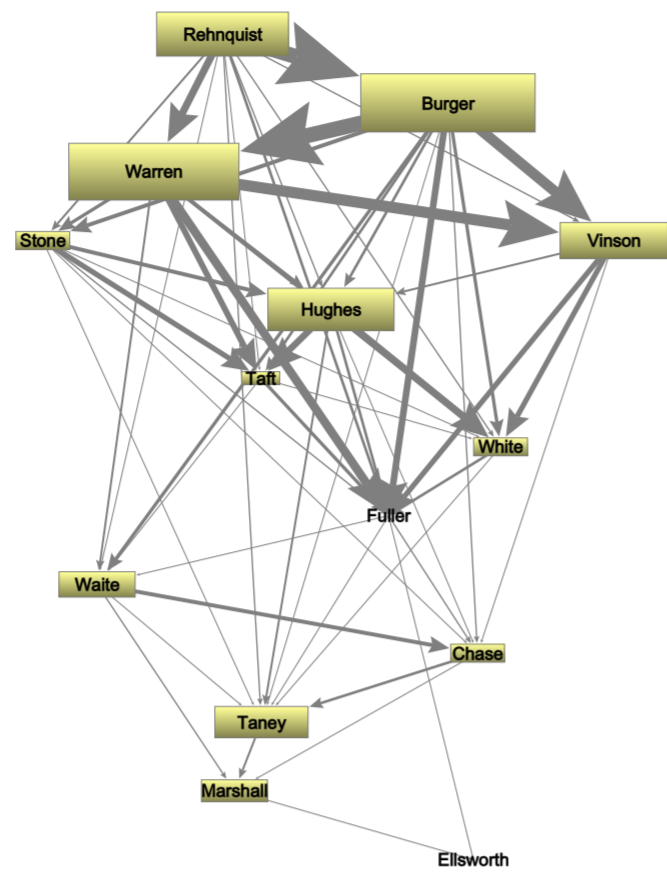 Rehnquist
Burger
Warren
Stone
Vinson
Hughes
Taft
White
Fuller
Waite
Chase
Taney
Marshall
Ellsworth